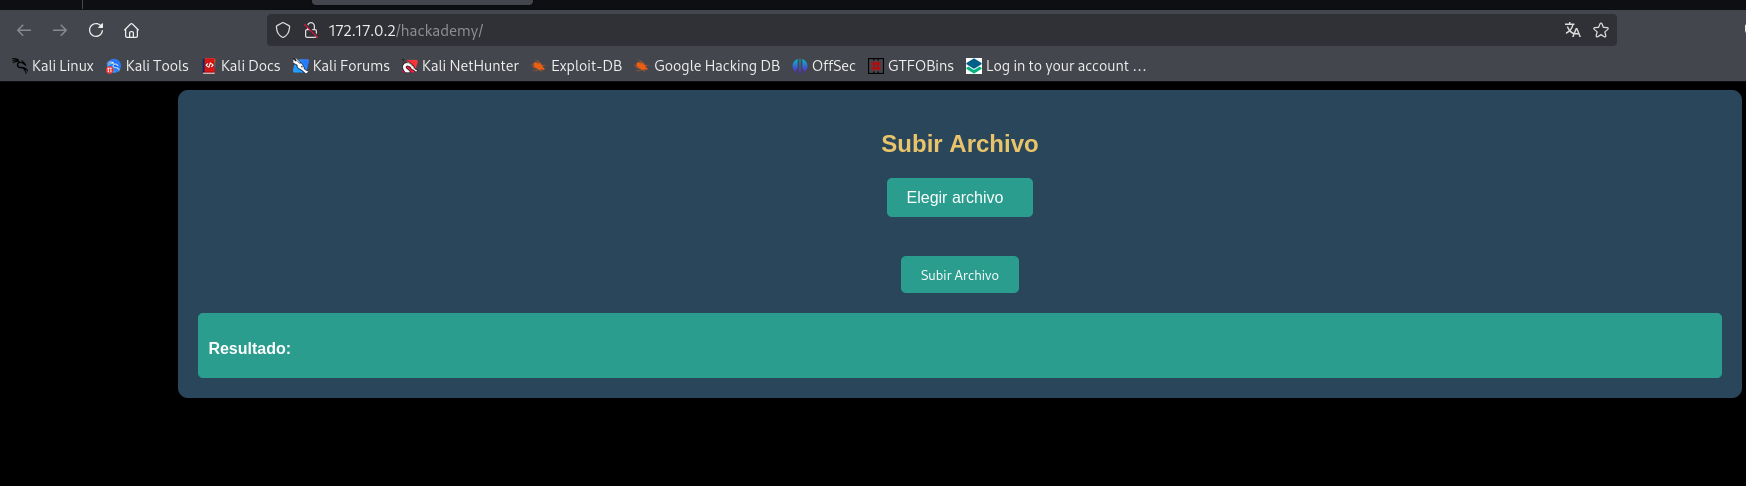 172.17.0.2/hackademy/
Kali Linux Kali Tools Kali Docs Kali Forums Kali NetHunter Exploit-DB Google Hacking DB OffSec GTFOBins Log in to your account …
Subir Archivo
Elegir archivo
Subir Archivo
Resultado: